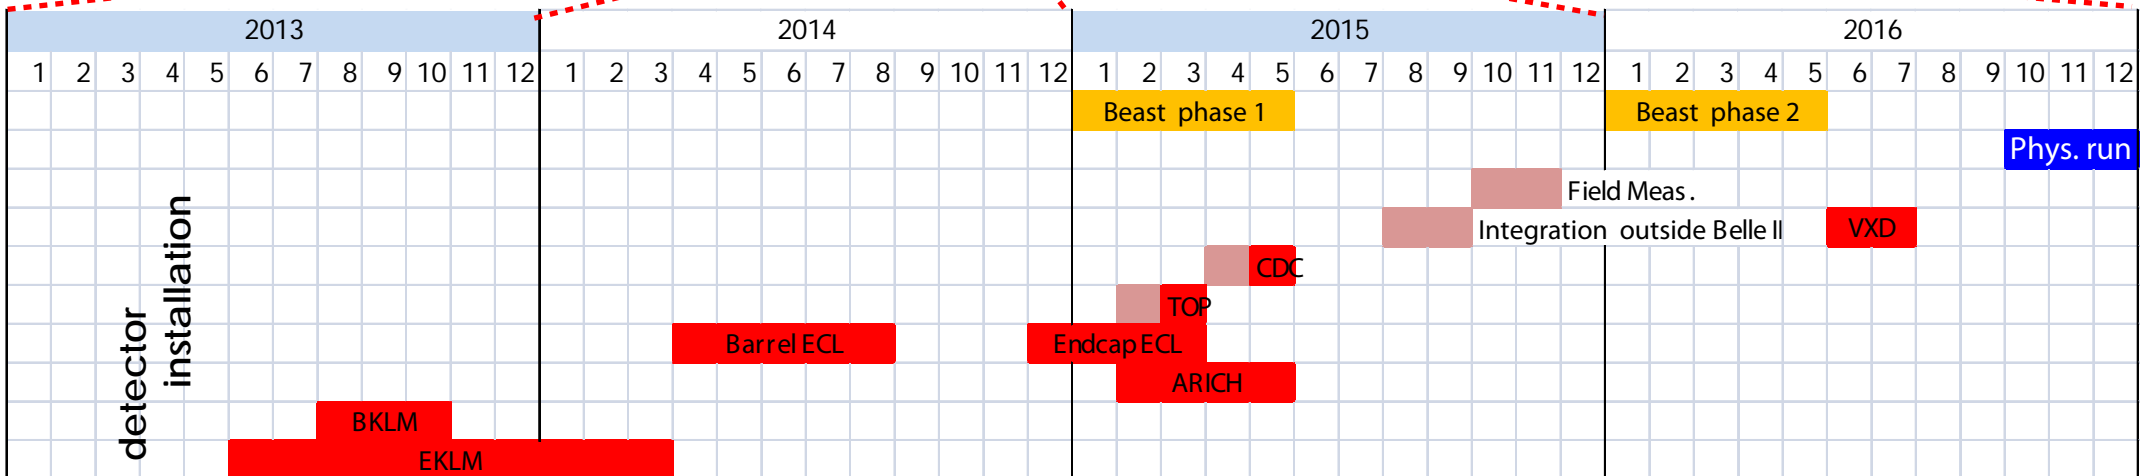 2013 2014 2015 2016
1 2 3 4 5 6 7 8 9 10 11 12 1 2 3 4 5 6 7 8 9 10 11 12 1 2 3 4 5 6 7 8 9 10 11 12 1 2 3 4 5 6 7 8 9 10 11 12
Beast phase 1 Beast phase 2
Phys. run
Field Meas.
Integration outside Belle II VXD
CDC
TOP
Barrel ECL Endcap ECL
ARICH
BKLM
EKLM
detector
installation